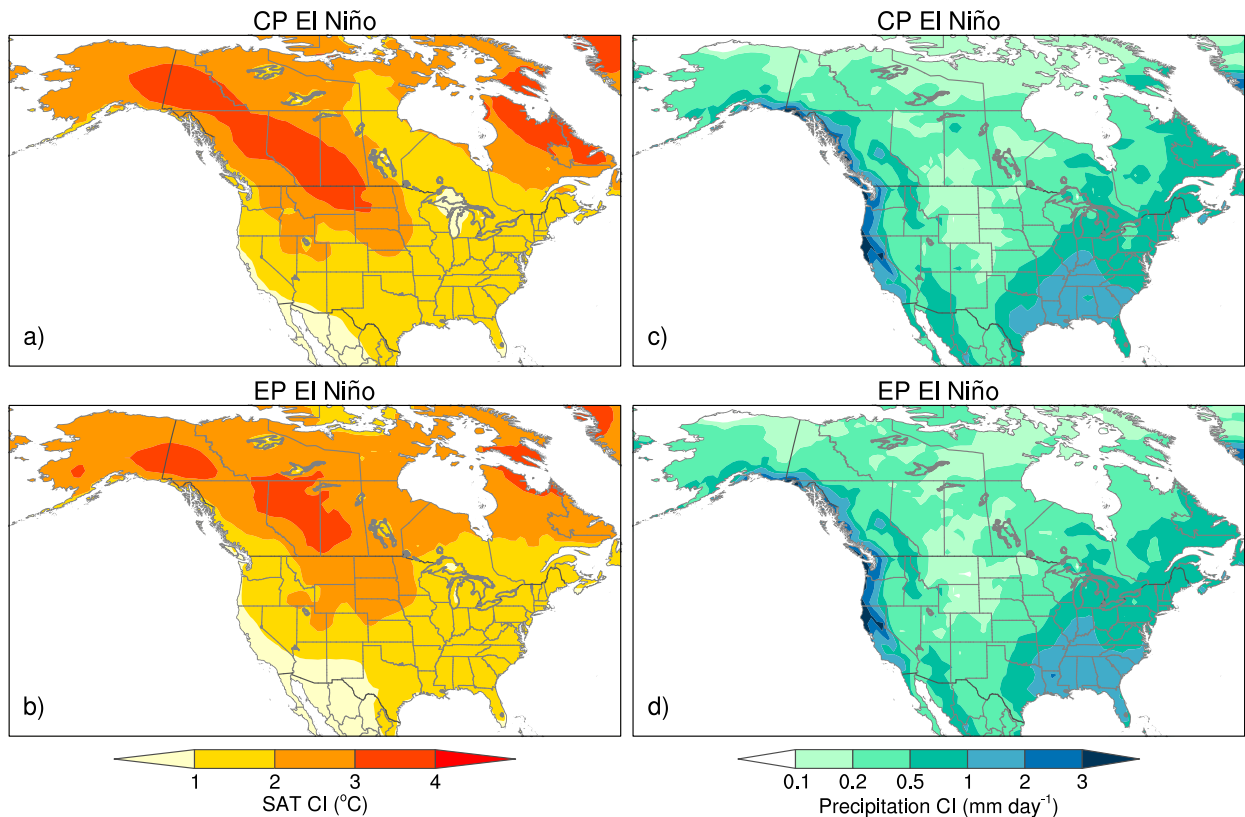 CP El Niño
CP El Niño
a)
c)
EP El Niño
EP El Niño
b)
d)
1 2 3 4
SAT CI (°C)
0.1 0.2 0.5 1 2 3
Precipitation CI (mm day⁻¹)